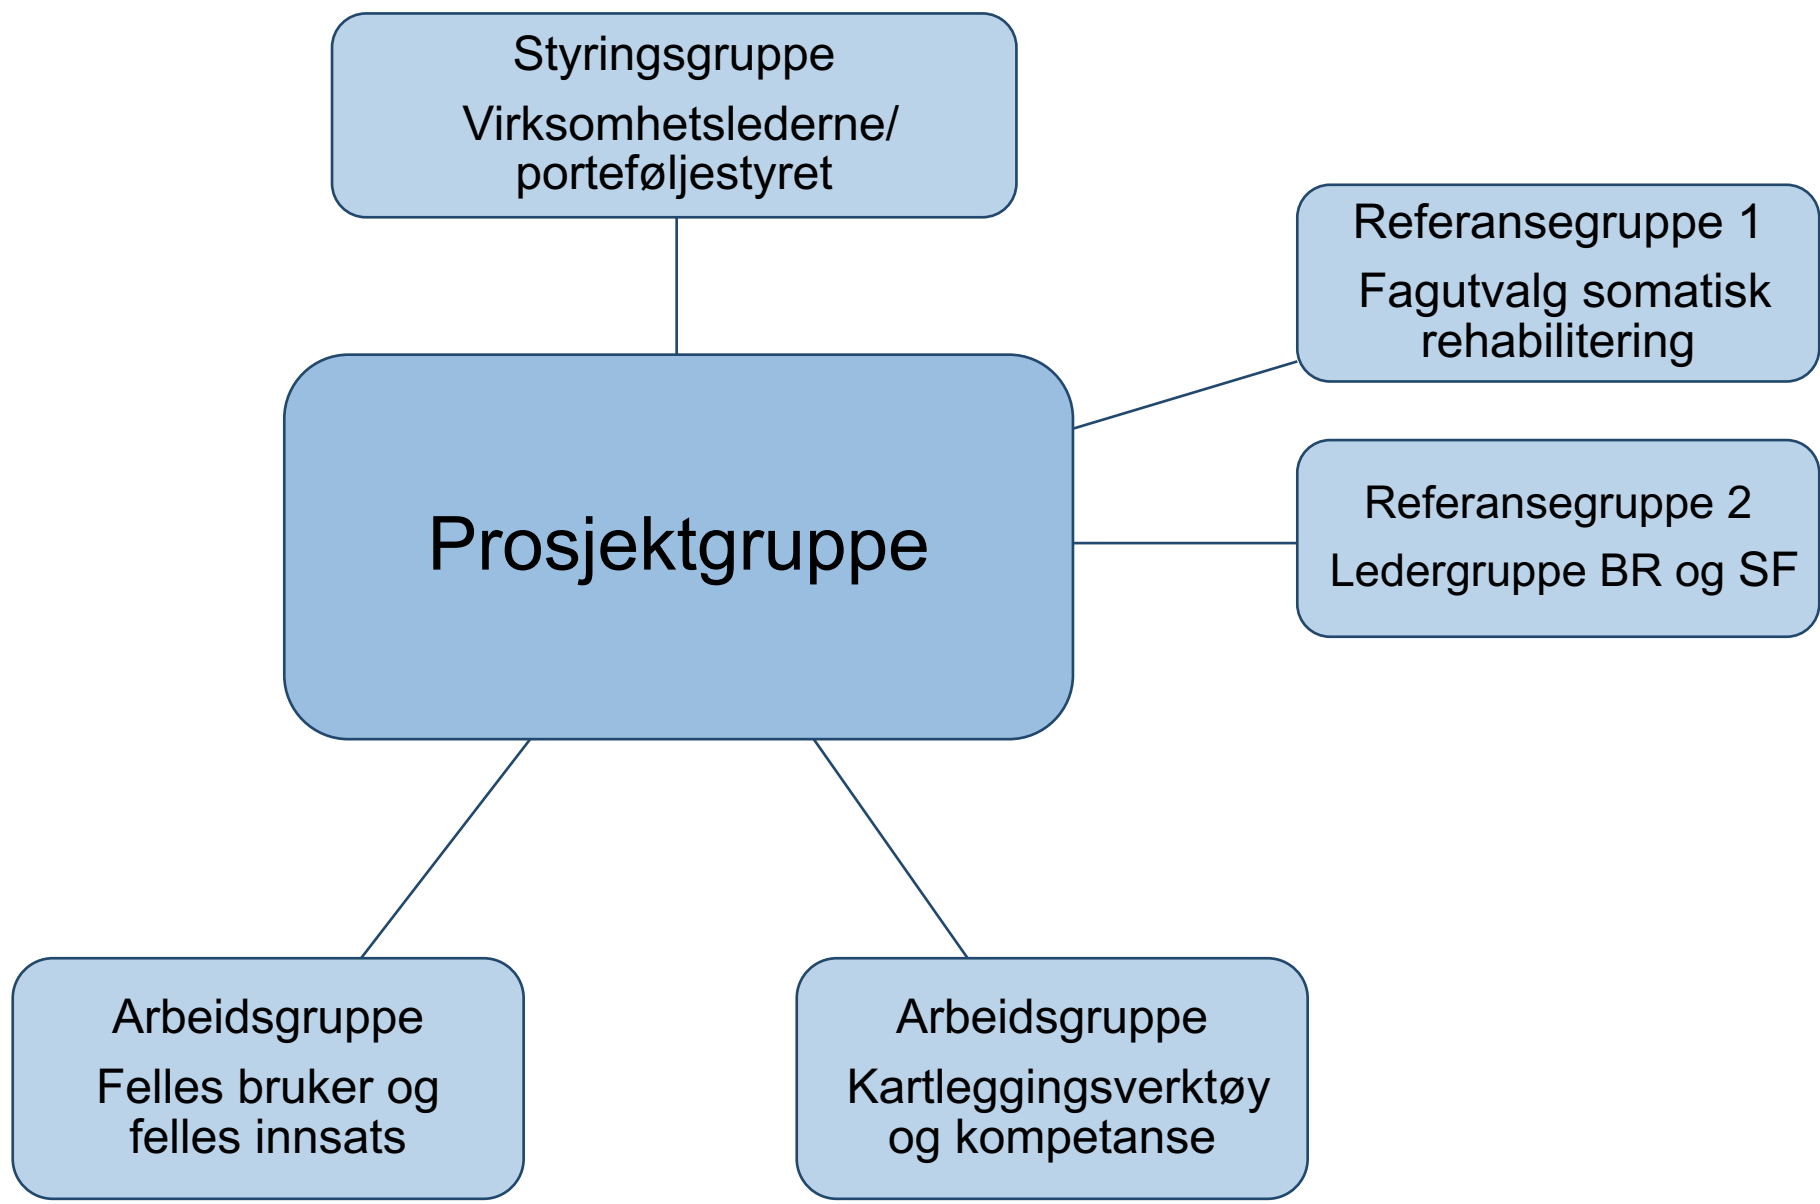 Styringsgruppe
Virksomhetslederne/
porteføljestyret
Referansegruppe 1
Fagutvalg somatisk
rehabilitering
Prosjektgruppe
Referansegruppe 2
Ledergruppe BR og SF
Arbeidsgruppe
Felles bruker og
felles innsats
Arbeidsgruppe
Kartleggingsverktøy
og kompetanse